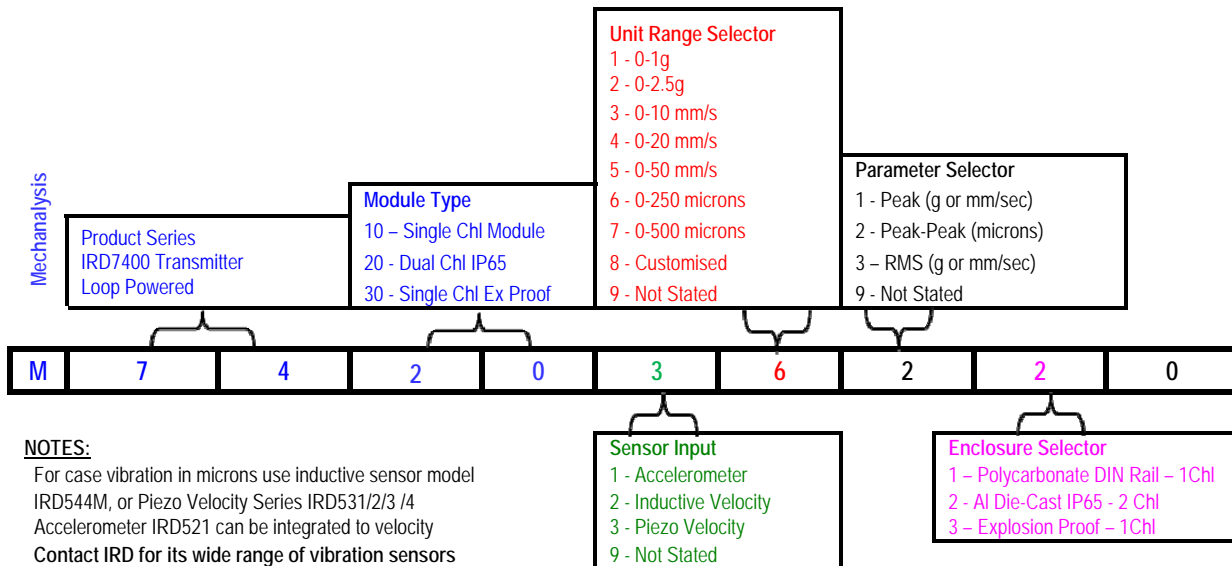 Mechanalysis
Product Series
IRD7400 Transmitter
Loop Powered
Module Type
10 – Single Chl Module
20 - Dual Chl IP65
30 - Single Chl Ex Proof
Unit Range Selector
1 - 0-1g
2 - 0-2.5g
3 - 0-10 mm/s
4 - 0-20 mm/s
5 - 0-50 mm/s
6 - 0-250 microns
7 - 0-500 microns
8 - Customised
9 - Not Stated
Parameter Selector
1 - Peak (g or mm/sec)
2 - Peak-Peak (microns)
3 – RMS (g or mm/sec)
9 - Not Stated
M 7 4 2 0 3 6 2 2 0
NOTES:
For case vibration in microns use inductive sensor model
IRD544M, or Piezo Velocity Series IRD531/2/3 /4
Accelerometer IRD521 can be integrated to velocity
Contact IRD for its wide range of vibration sensors
Sensor Input
1 - Accelerometer
2 - Inductive Velocity
3 - Piezo Velocity
9 - Not Stated
Enclosure Selector
1 – Polycarbonate DIN Rail – 1Chl
2 - Al Die-Cast IP65 - 2 Chl
3 – Explosion Proof – 1Chl